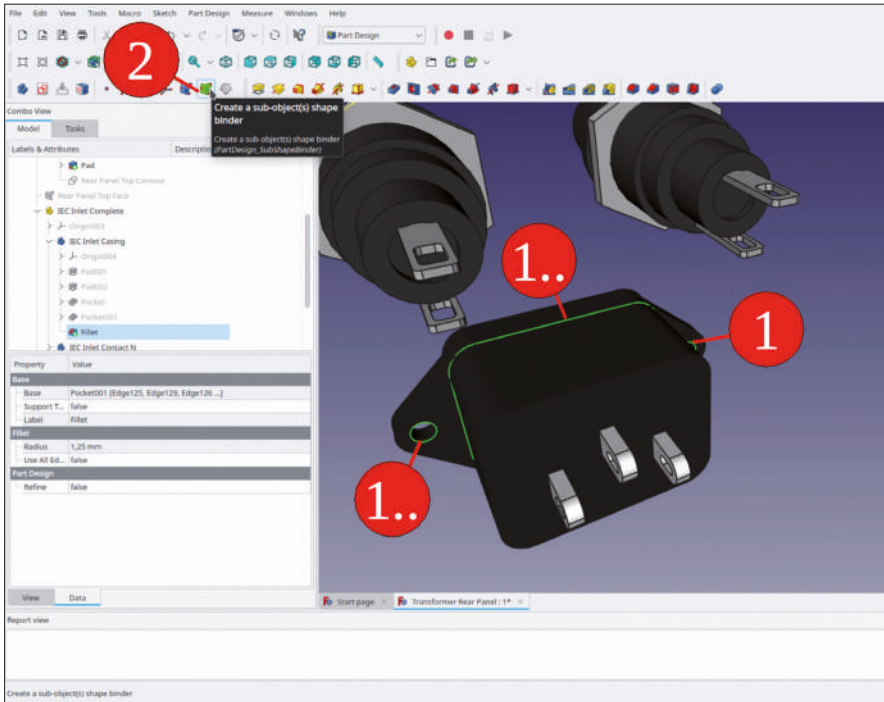 File Edit View Tools Macro Sketch Part Design Measure Windows Help
Part Design
2
Create a sub-object(s) shape
binder
Create a sub-object(s) shape binder
(PartDesign_SubShapeBinder)
Combo View
Model Tasks
Labels & Attributes Descriptio
Pad
Rear Panel Top Contour
Rear Panel Top Face
IEC Inlet Complete
Origin003
IEC Inlet Casing
Origin004
Pad001
Pad002
Pocket
Pocket001
Fillet
IEC Inlet Contact N
1..
1
1..
Property Value
Base
Base Pocket001 [Edge125, Edge129, Edge126 ...]
Support T... false
Label Fillet
Fillet
Radius 1,25 mm
Use All Ed... false
Part Design
Refine false
View Data
Start page Transformer Rear Panel : 1*
Report view
Create a sub-object(s) shape binder